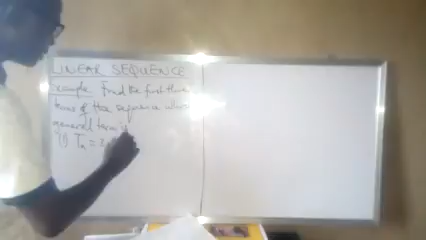 LINEAR SEQUENCE
Example Find the first three
terms of the sequence whose
general term is
(i) Tn = 3